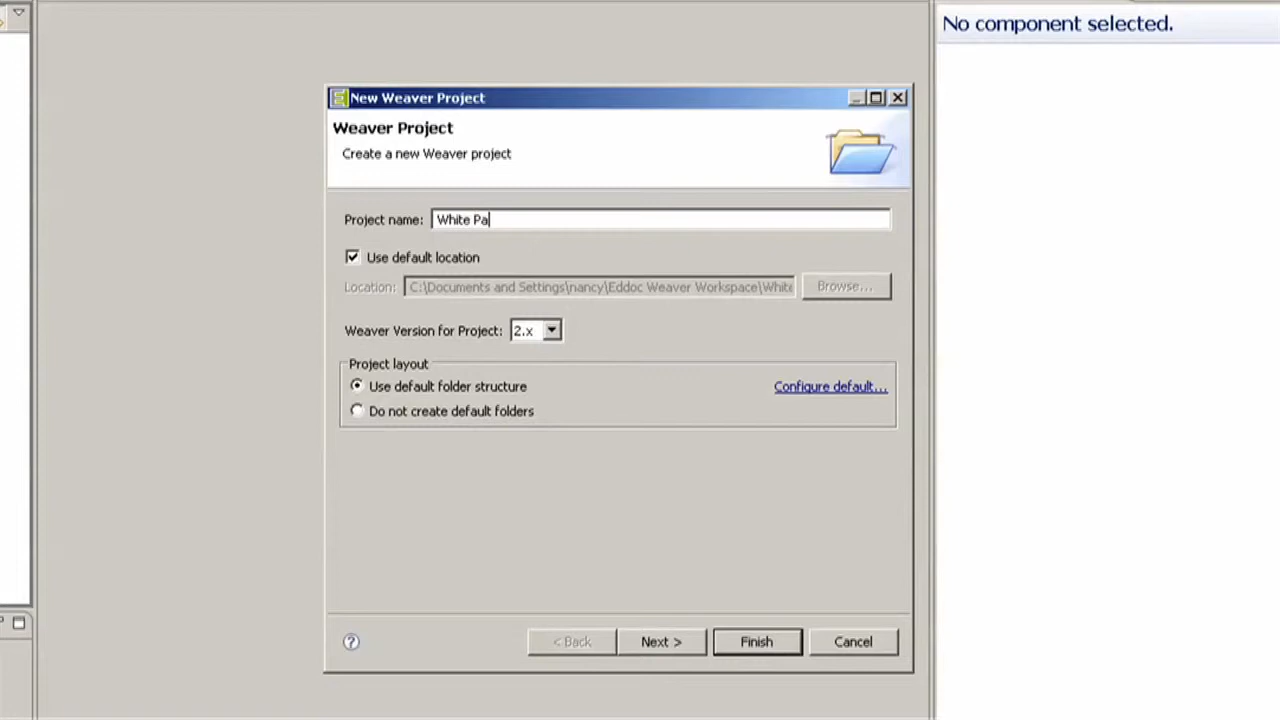 No component selected.
New Weaver Project
Weaver Project
Create a new Weaver project
Project name: White Pa
Use default location
Location: C:\Documents and Settings\nancy\Eddoc Weaver Workspace\White Browse...
Weaver Version for Project: 2.x
Project layout
Use default folder structure Configure default...
Do not create default folders
? < Back Next > Finish Cancel